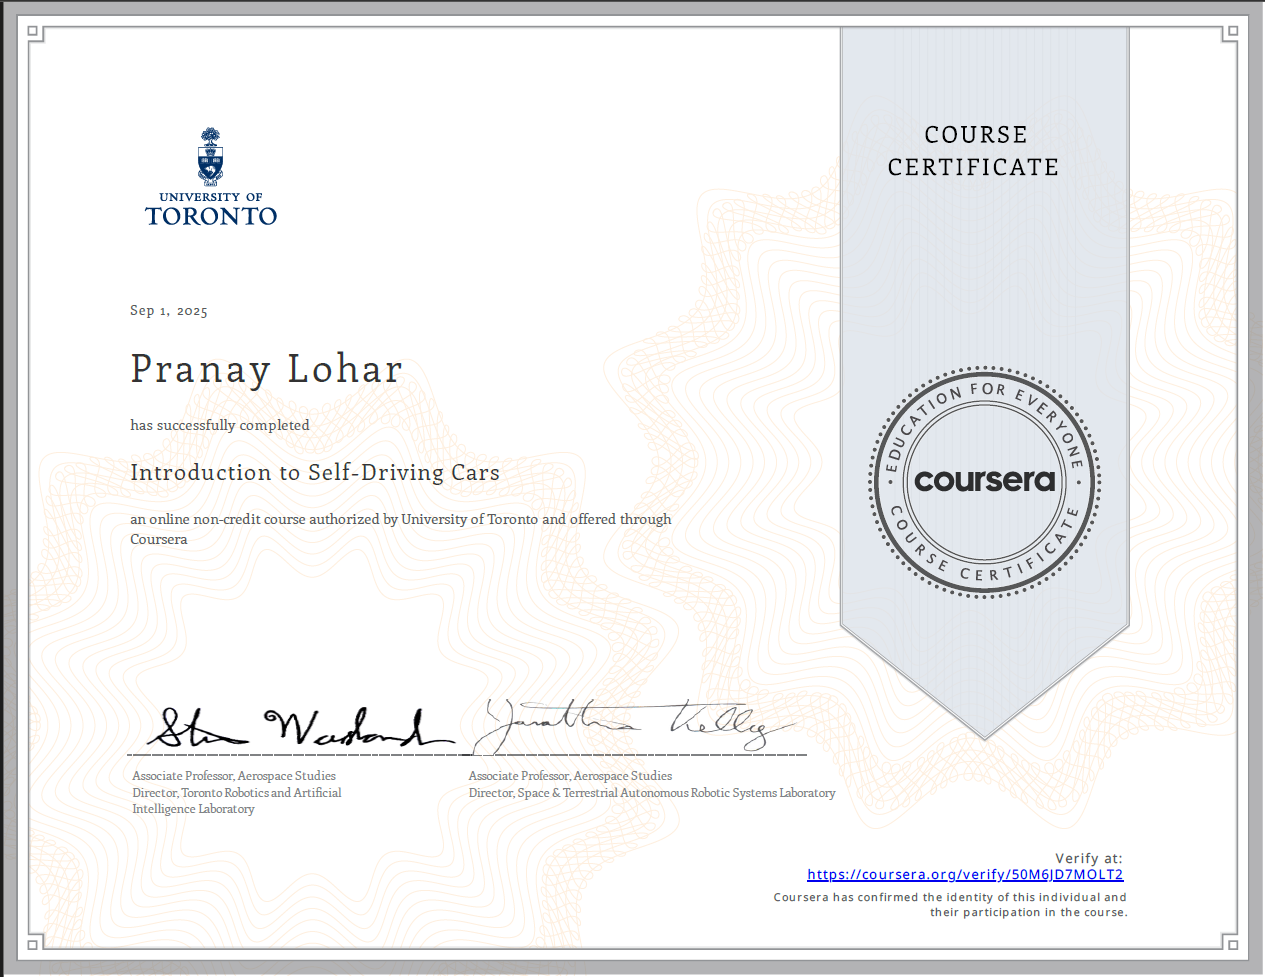 COURSE
CERTIFICATE
UNIVERSITY OF
TORONTO
Sep 1, 2025
Pranay Lohar
has successfully completed
Introduction to Self-Driving Cars
an online non-credit course authorized by University of Toronto and offered through
Coursera
EDUCATION FOR EVERYONE
coursera
COURSE CERTIFICATE
Associate Professor, Aerospace Studies
Director, Toronto Robotics and Artificial
Intelligence Laboratory
Associate Professor, Aerospace Studies
Director, Space & Terrestrial Autonomous Robotic Systems Laboratory
Verify at:
https://coursera.org/verify/50M6JD7MOLT2
Coursera has confirmed the identity of this individual and
their participation in the course.